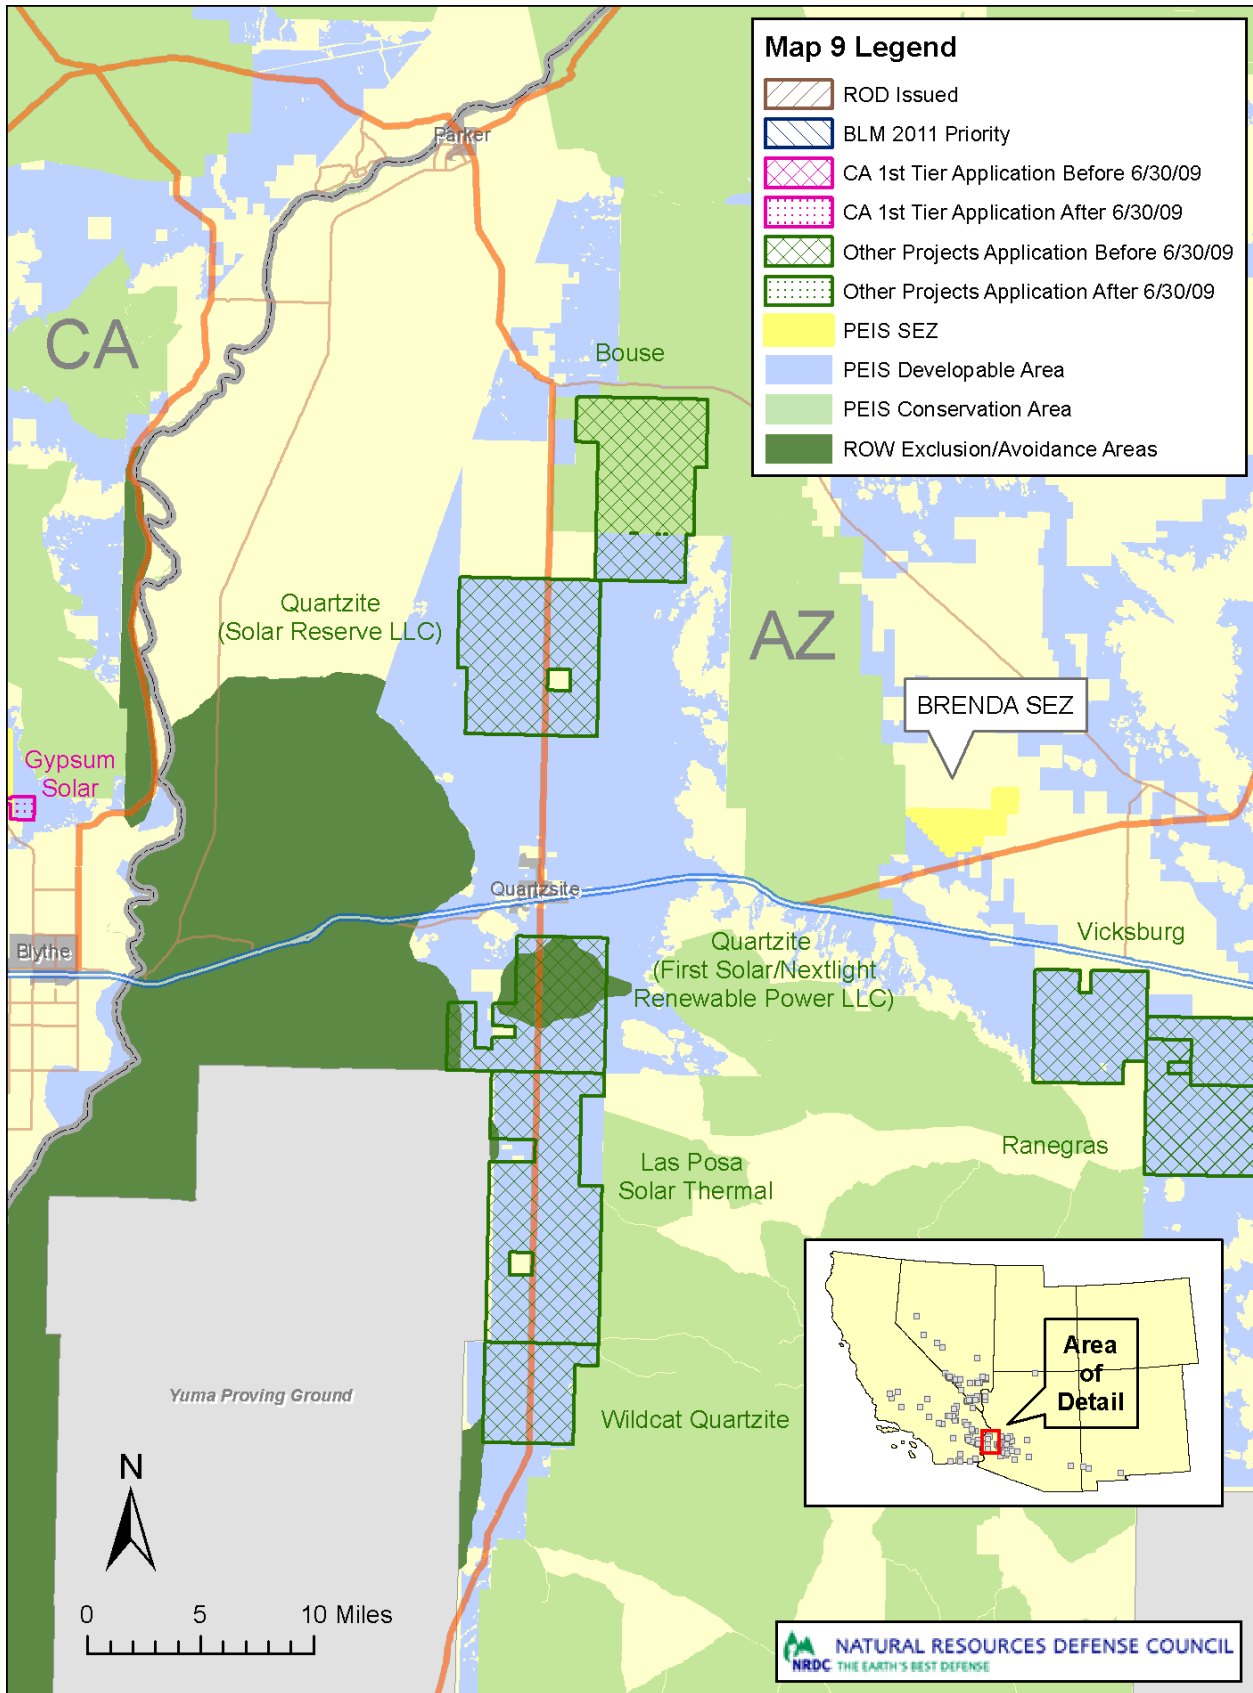 Map 9 Legend
ROD Issued
BLM 2011 Priority
CA 1st Tier Application Before 6/30/09
CA 1st Tier Application After 6/30/09
Other Projects Application Before 6/30/09
Other Projects Application After 6/30/09
PEIS SEZ
PEIS Developable Area
PEIS Conservation Area
ROW Exclusion/Avoidance Areas
Parker
CA
Bouse
Quartzite
(Solar Reserve LLC)
AZ
BRENDA SEZ
Gypsum
Solar
Quartzsite
Blythe
Quartzite
(First Solar/Nextlight
Renewable Power LLC)
Vicksburg
Ranegras
Las Posa
Solar Thermal
Area
of
Detail
Yuma Proving Ground
Wildcat Quartzite
N
0 5 10 Miles
NATURAL RESOURCES DEFENSE COUNCIL
NRDC THE EARTH'S BEST DEFENSE